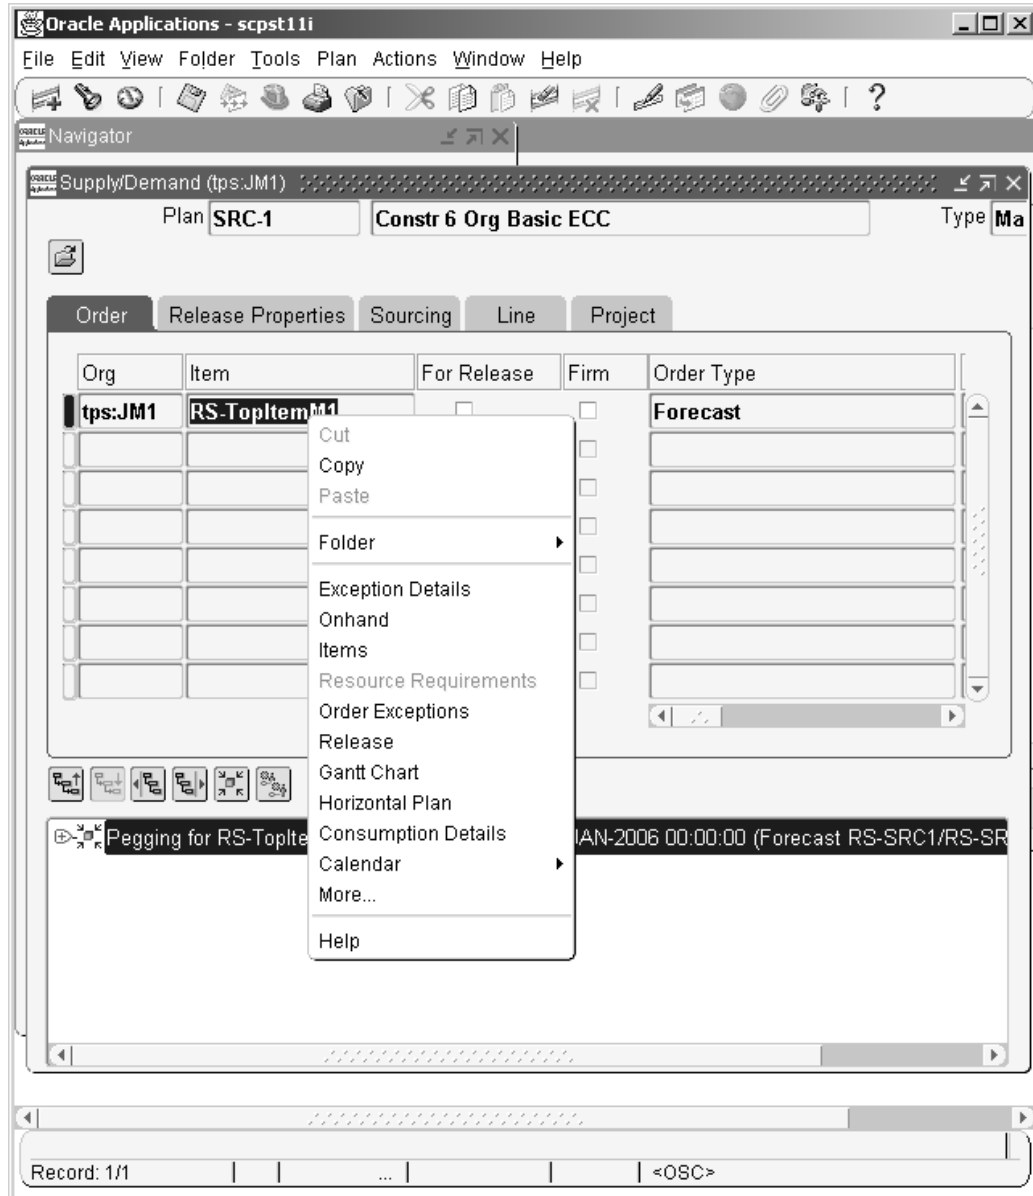 Oracle Applications - scpst11i
File Edit View Folder Tools Plan Actions Window Help
?
Navigator
Supply/Demand (tps:JM1)
Plan SRC-1 Constr 6 Org Basic ECC Type Ma
Order Release Properties Sourcing Line Project
Org Item For Release Firm Order Type
tps:JM1 RS-TopItemM1 Forecast
Cut
Copy
Paste
Folder
Exception Details
Onhand
Items
Resource Requirements
Order Exceptions
Release
Gantt Chart
Horizontal Plan
Consumption Details
Calendar
More...
Help
Pegging for RS-TopIte JAN-2006 00:00:00 (Forecast RS-SRC1/RS-SR
Record: 1/1 ... <OSC>